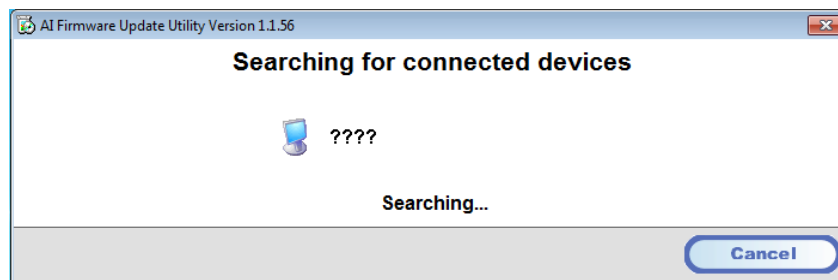 AI Firmware Update Utility Version 1.1.56
Searching for connected devices
????
Searching...
Cancel